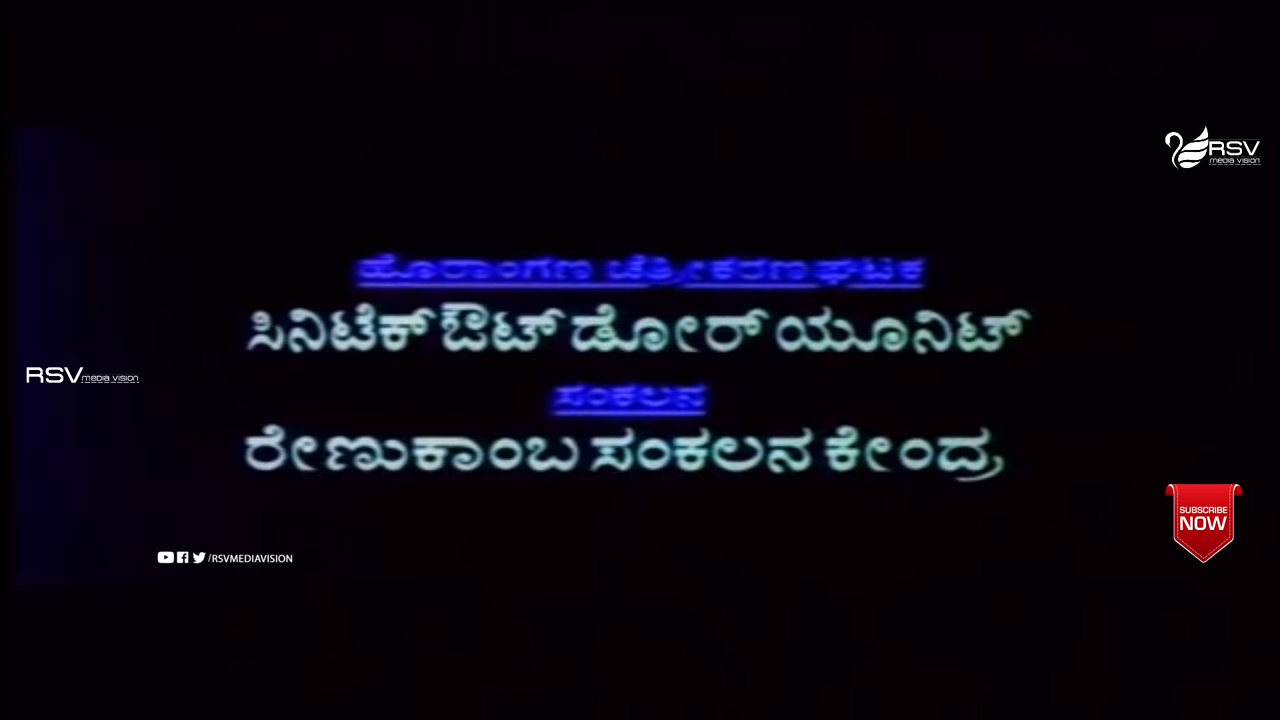 RSV
media vision
ಹೊರಾಂಗಣ ಚಿತ್ರೀಕರಣ ಘಟಕ
ಸಿನಿಟೆಕ್ ಔಟ್ ಡೋರ್ ಯೂನಿಟ್
RSV media vision
ಸಂಕಲನ
ರೇಣುಕಾಂಬ ಸಂಕಲನ ಕೇಂದ್ರ
SUBSCRIBE
NOW
/RSVMEDIAVISION